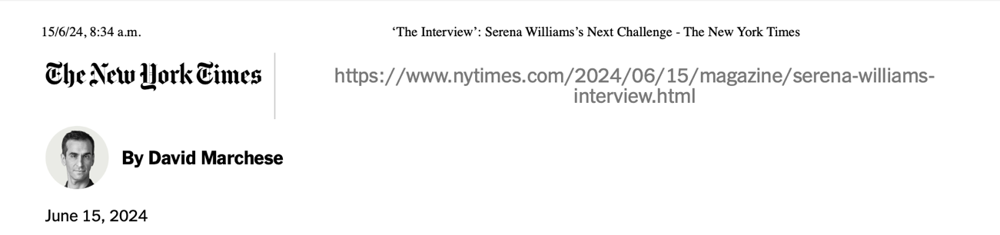 15/6/24, 8:34 a.m.
‘The Interview’: Serena Williams’s Next Challenge - The New York Times
The New York Times
https://www.nytimes.com/2024/06/15/magazine/serena-williams-
interview.html
By David Marchese
June 15, 2024